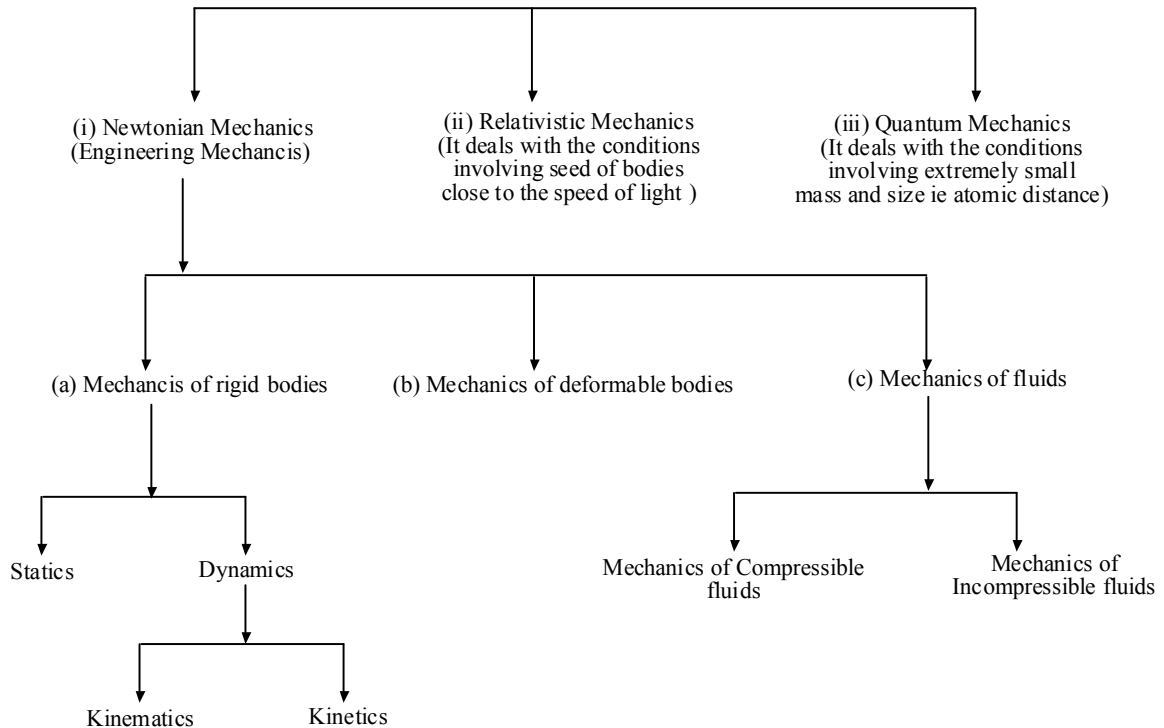 (i) Newtonian Mechanics
(Engineering Mechancis)
(ii) Relativistic Mechanics
(It deals with the conditions
involving seed of bodies
close to the speed of light )
(iii) Quantum Mechanics
(It deals with the conditions
involving extremely small
mass and size ie atomic distance)
(a) Mechancis of rigid bodies
(b) Mechanics of deformable bodies
(c) Mechanics of fluids
Statics
Dynamics
Mechanics of Compressible
fluids
Mechanics of
Incompressible fluids
Kinematics
Kinetics